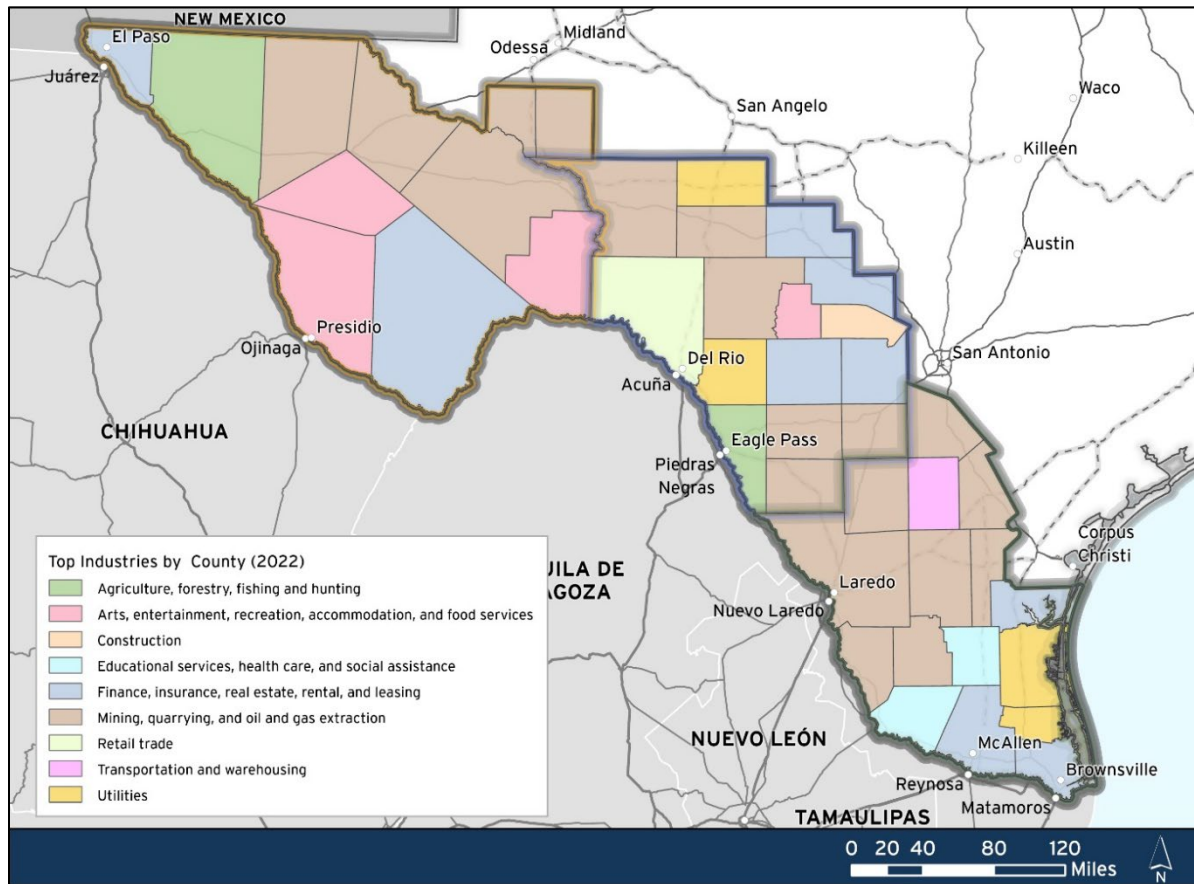 NEW MEXICO
El Paso
Juárez
Odessa
Midland
San Angelo
Waco
Killeen
Austin
San Antonio
Presidio
Ojinaga
Del Rio
Acuña
CHIHUAHUA
Eagle Pass
Piedras
Negras
Corpus
Christi
UILA DE
AGOZA
Laredo
Nuevo Laredo
NUEVO LEÓN
McAllen
Reynosa
Brownsville
Matamoros
TAMAULIPAS
Top Industries by County (2022)
Agriculture, forestry, fishing and hunting
Arts, entertainment, recreation, accommodation, and food services
Construction
Educational services, health care, and social assistance
Finance, insurance, real estate, rental, and leasing
Mining, quarrying, and oil and gas extraction
Retail trade
Transportation and warehousing
Utilities
0 20 40 80 120
Miles
N